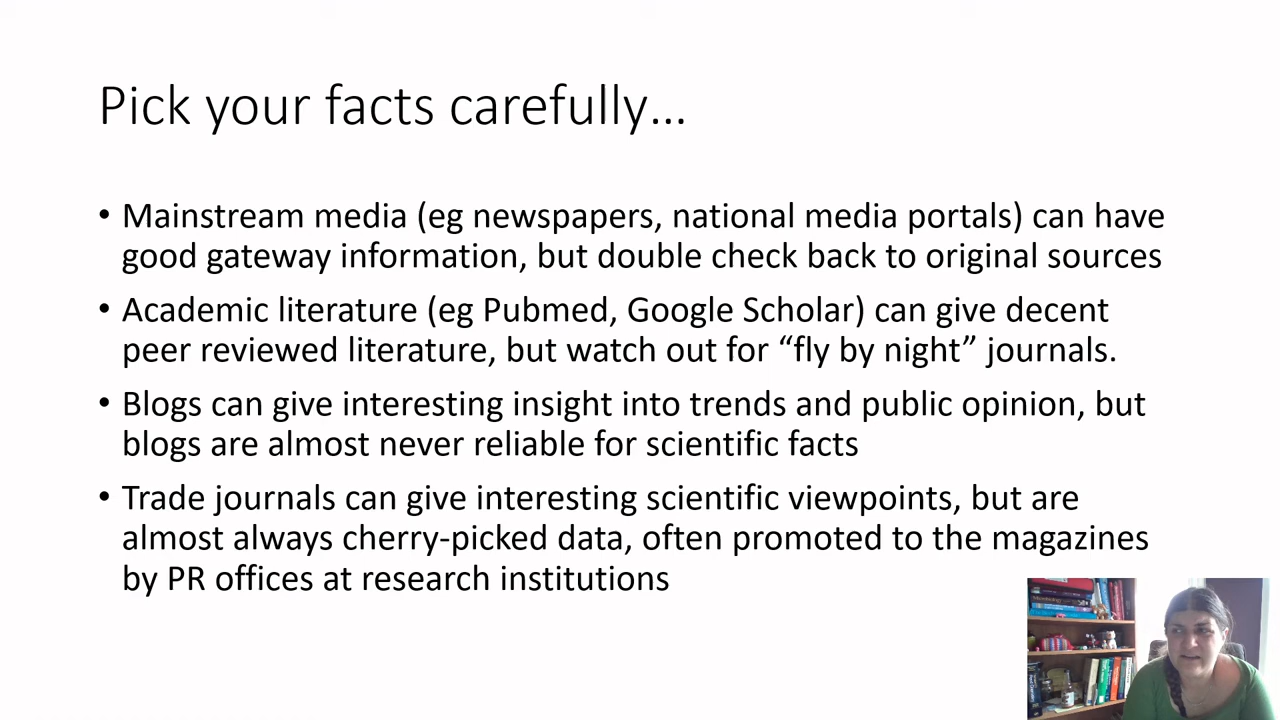 Pick your facts carefully…
• Mainstream media (eg newspapers, national media portals) can have
good gateway information, but double check back to original sources
• Academic literature (eg Pubmed, Google Scholar) can give decent
peer reviewed literature, but watch out for “fly by night” journals.
• Blogs can give interesting insight into trends and public opinion, but
blogs are almost never reliable for scientific facts
• Trade journals can give interesting scientific viewpoints, but are
almost always cherry-picked data, often promoted to the magazines
by PR offices at research institutions